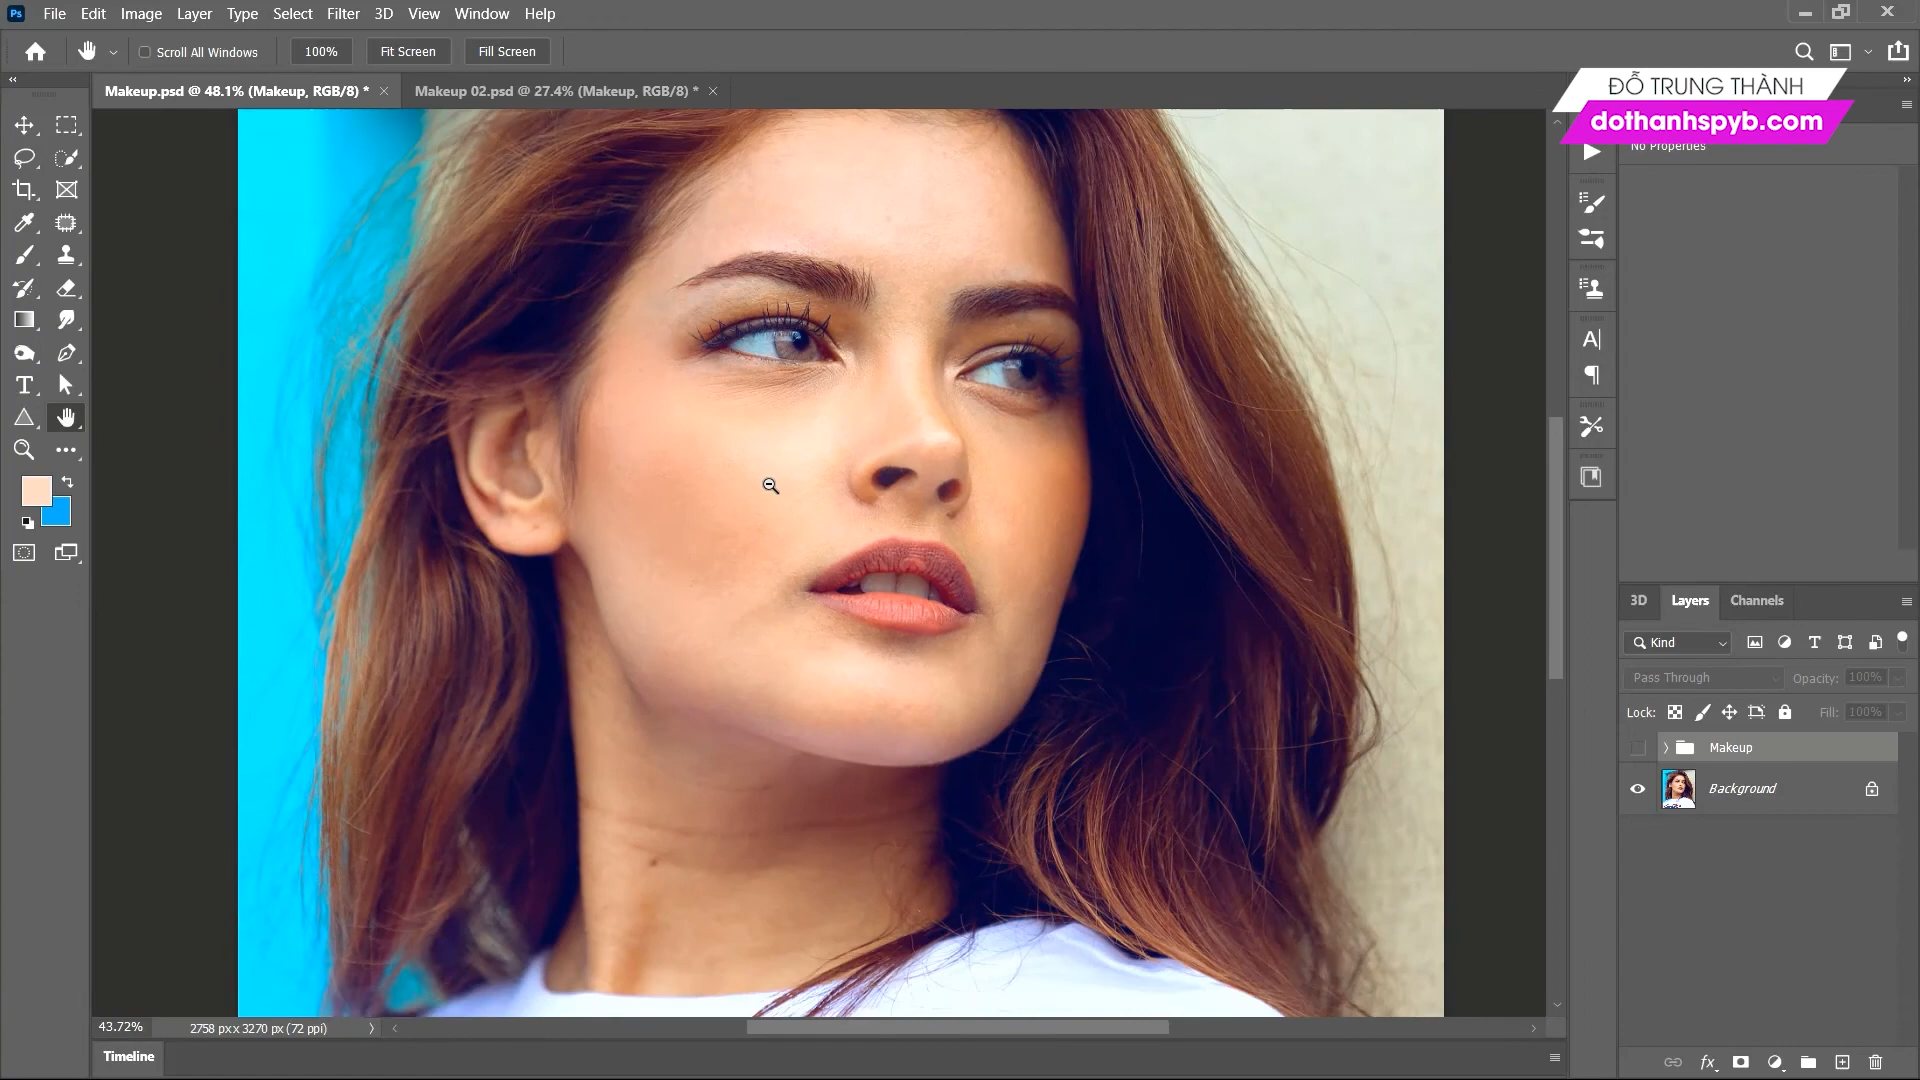 Ps File Edit Image Layer Type Select Filter 3D View Window Help
Scroll All Windows 100% Fit Screen Fill Screen
ĐỖ TRUNG THÀNH
dothanhspyb.com
Makeup.psd @ 48.1% (Makeup, RGB/8) * Makeup 02.psd @ 27.4% (Makeup, RGB/8) *
No Properties
3D Layers Channels
Kind
Pass Through Opacity: 100%
Lock: Fill: 100%
Makeup
Background
43.72% 2758 px x 3270 px (72 ppi)
Timeline
fx